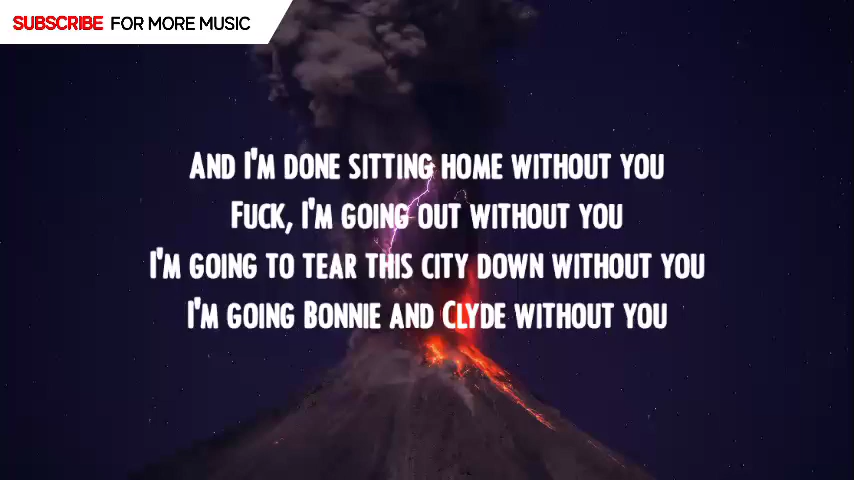 SUBSCRIBE FOR MORE MUSIC
AND I'M DONE SITTING HOME WITHOUT YOU
FUCK, I'M GOING OUT WITHOUT YOU
I'M GOING TO TEAR THIS CITY DOWN WITHOUT YOU
I'M GOING BONNIE AND CLYDE WITHOUT YOU